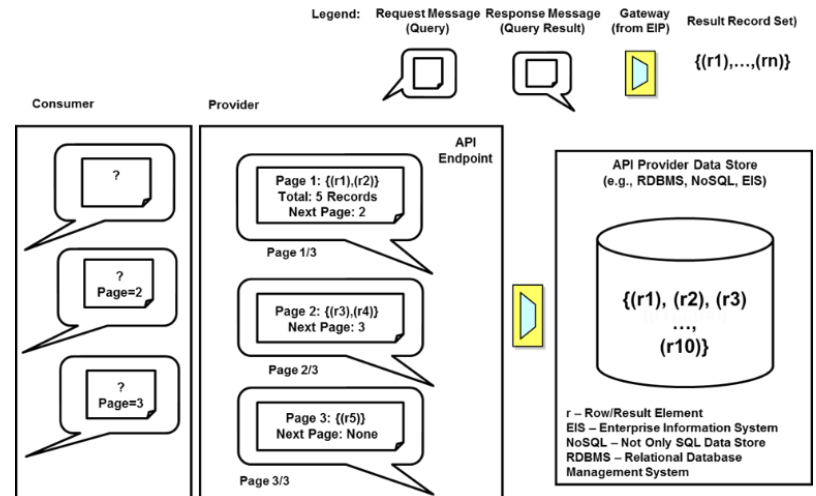 Legend:
Request Message
(Query)
Response Message
(Query Result)
Gateway
(from EIP)
Result Record Set)
{(r1),...,(rn)}
Consumer
Provider
?
?
Page=2
?
Page=3
API
Endpoint
Page 1: {(r1),(r2)}
Total: 5 Records
Next Page: 2
Page 1/3
Page 2: {(r3),(r4)}
Next Page: 3
Page 2/3
Page 3: {(r5)}
Next Page: None
Page 3/3
API Provider Data Store
(e.g., RDBMS, NoSQL, EIS)
{(r1), (r2), (r3)
...,
(r10)}
r – Row/Result Element
EIS – Enterprise Information System
NoSQL – Not Only SQL Data Store
RDBMS – Relational Database
Management System